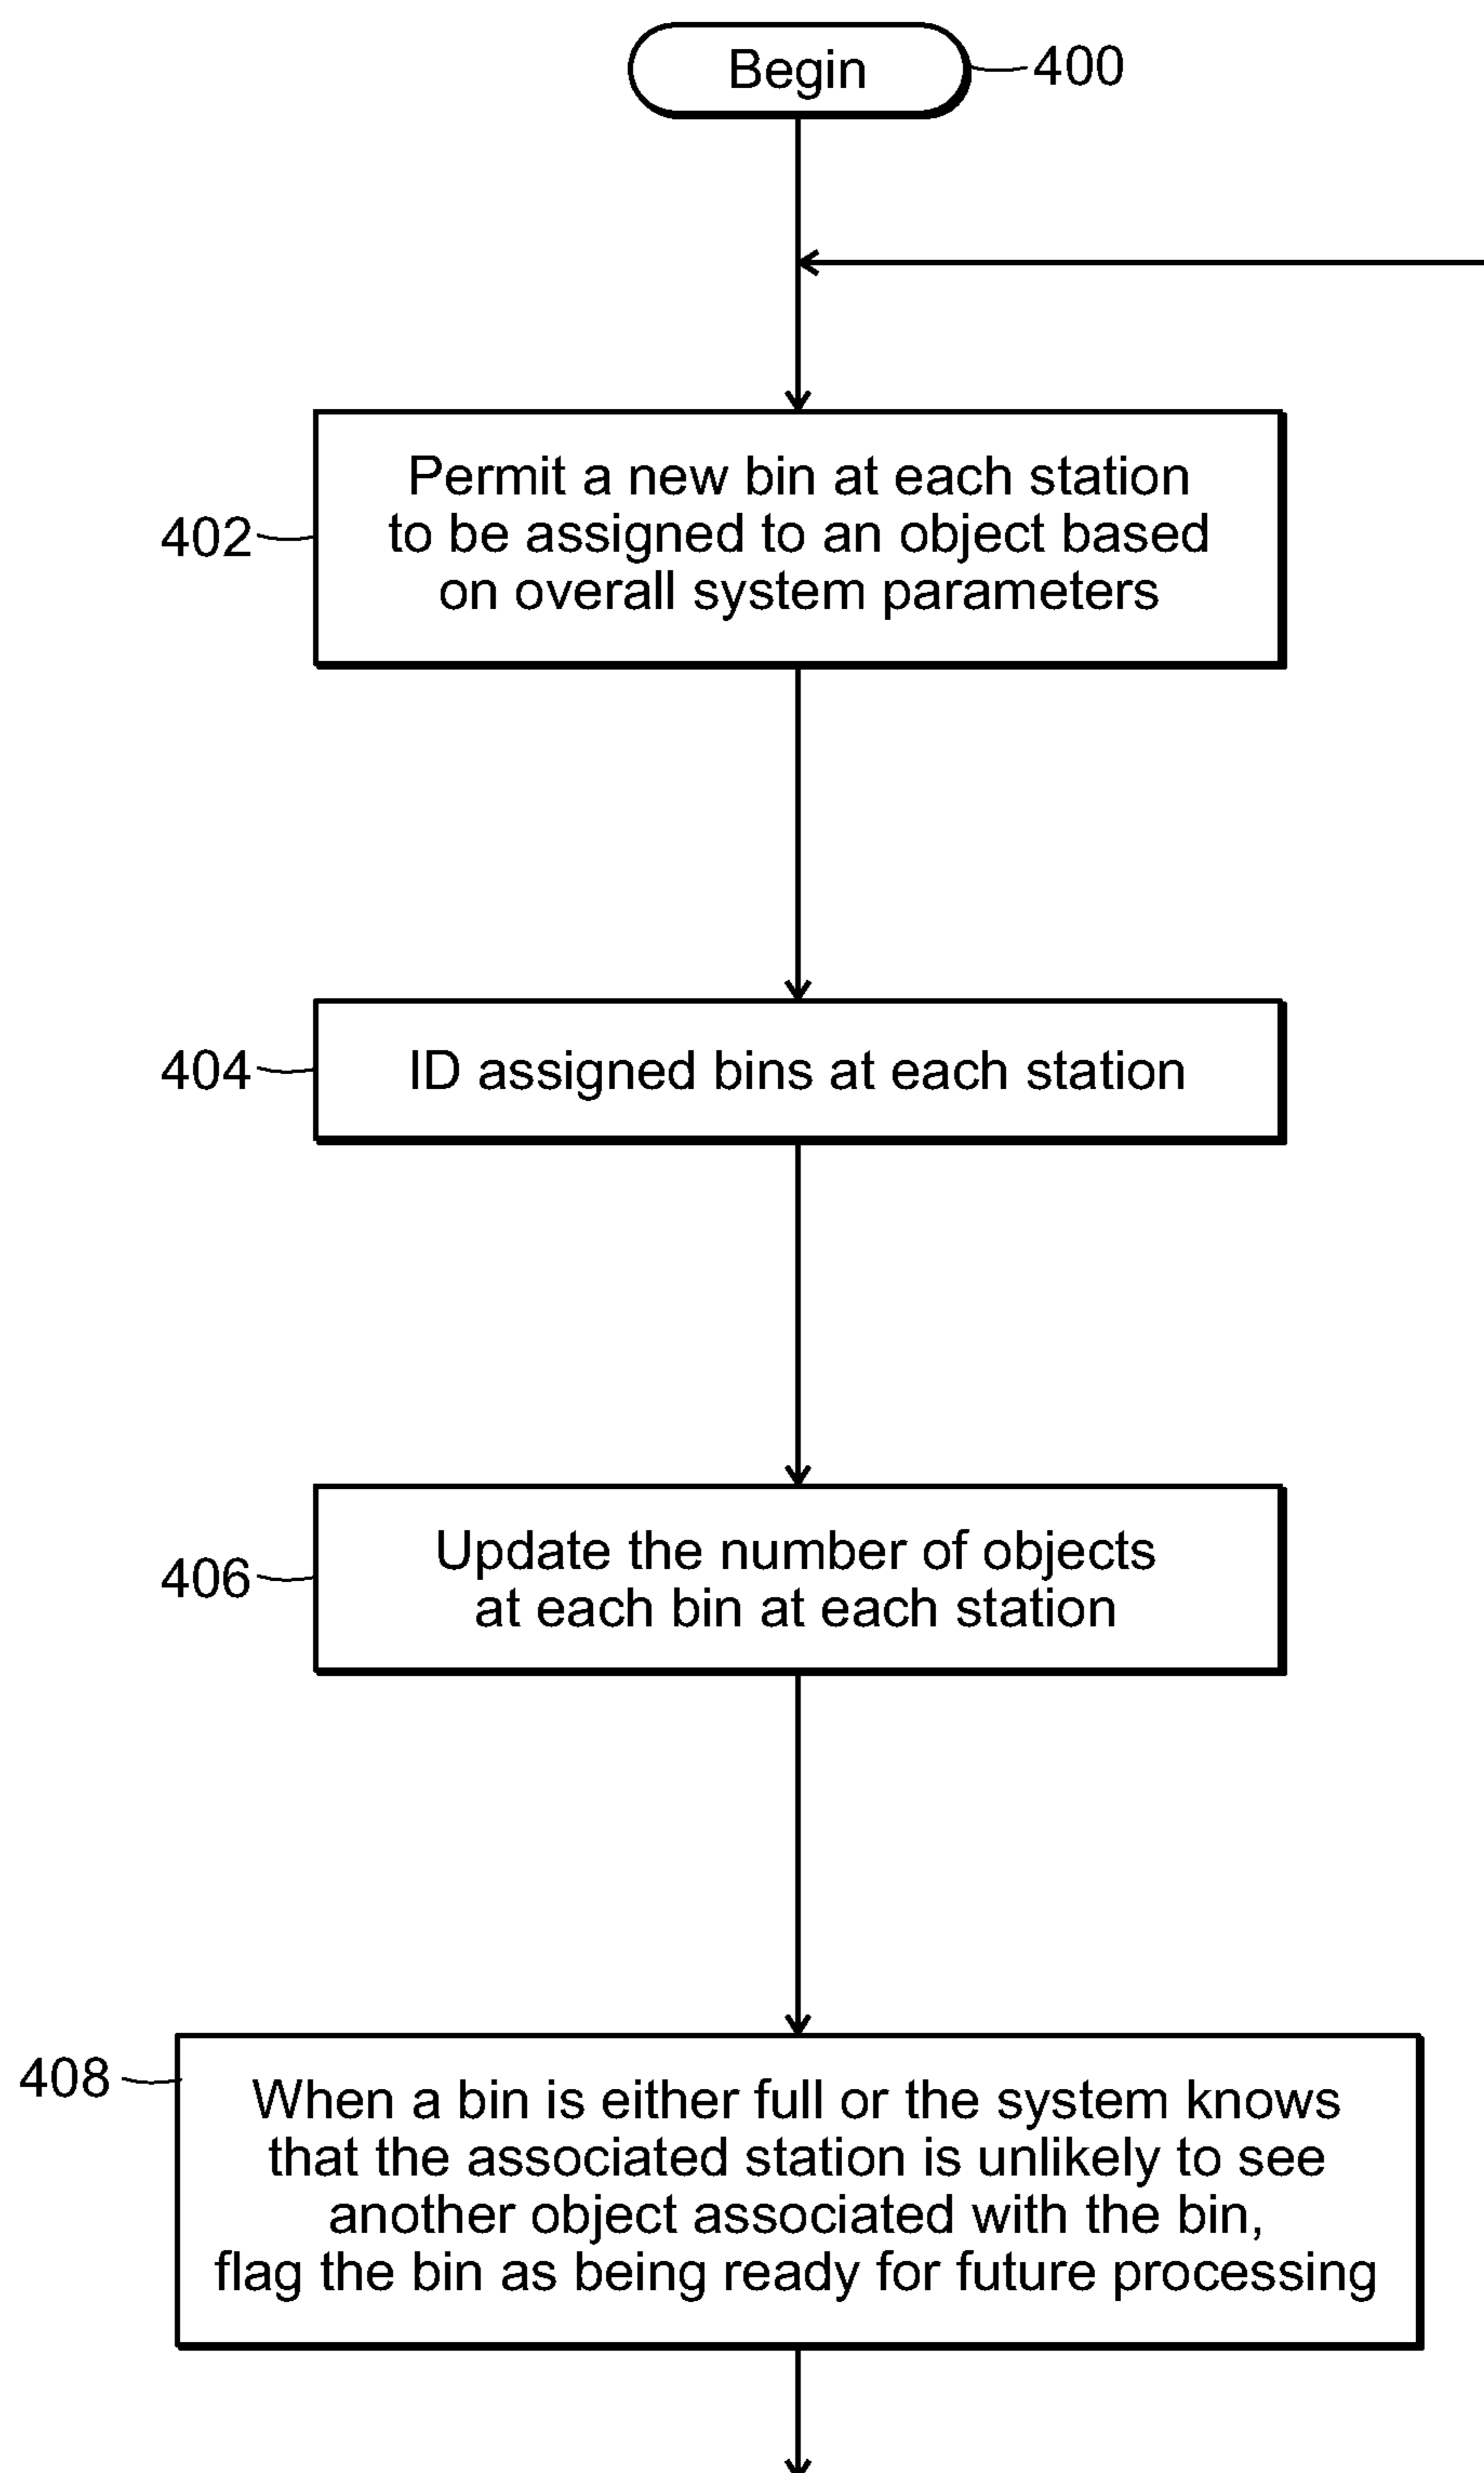 Begin
400
Permit a new bin at each station
to be assigned to an object based
on overall system parameters
402
ID assigned bins at each station
404
Update the number of objects
at each bin at each station
406
408
When a bin is either full or the system knows
that the associated station is unlikely to see
another object associated with the bin,
flag the bin as being ready for future processing